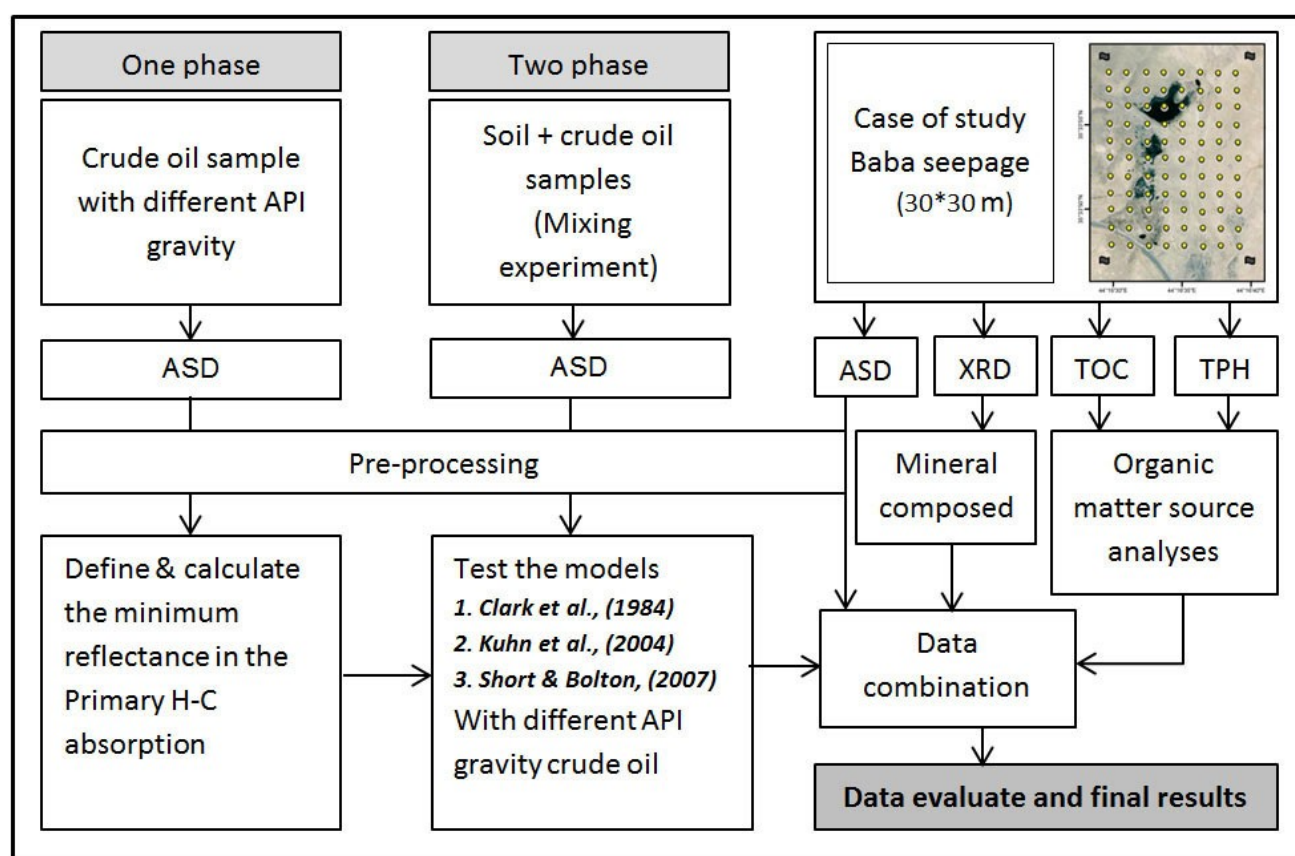 One phase
Crude oil sample
with different API
gravity
ASD
Two phase
Soil + crude oil
samples
(Mixing
experiment)
ASD
Case of study
Baba seepage
(30*30 m)
ASD
XRD
TOC
TPH
Pre-processing
Mineral
composed
Organic
matter source
analyses
Define & calculate
the minimum
reflectance in the
Primary H-C
absorption
Test the models
1. Clark et al., (1984)
2. Kuhn et al., (2004)
3. Short & Bolton, (2007)
With different API
gravity crude oil
Data
combination
Data evaluate and final results